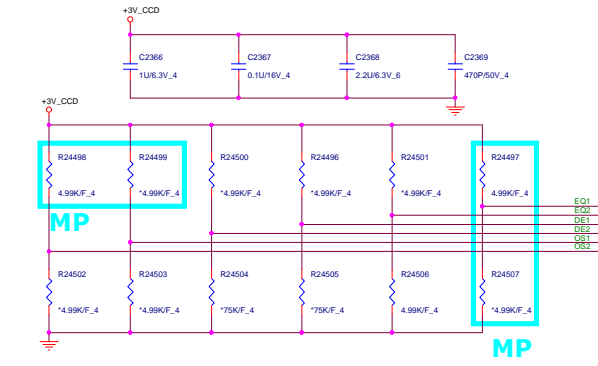 +3V_CCD
C2366
C2367
C2368
C2369
1U/6.3V_4
0.1U/16V_4
2.2U/6.3V_6
470P/50V_4
+3V_CCD
R24498
R24499
R24500
R24496
R24501
R24497
4.99K/F_4
*4.99K/F_4
*4.99K/F_4
*4.99K/F_4
*4.99K/F_4
*4.99K/F_4
EQ1
EQ2
DE1
DE2
OS1
OS2
MP
R24502
R24503
R24504
R24505
R24506
R24507
*4.99K/F_4
*4.99K/F_4
*75K/F_4
*75K/F_4
4.99K/F_4
*4.99K/F_4
MP